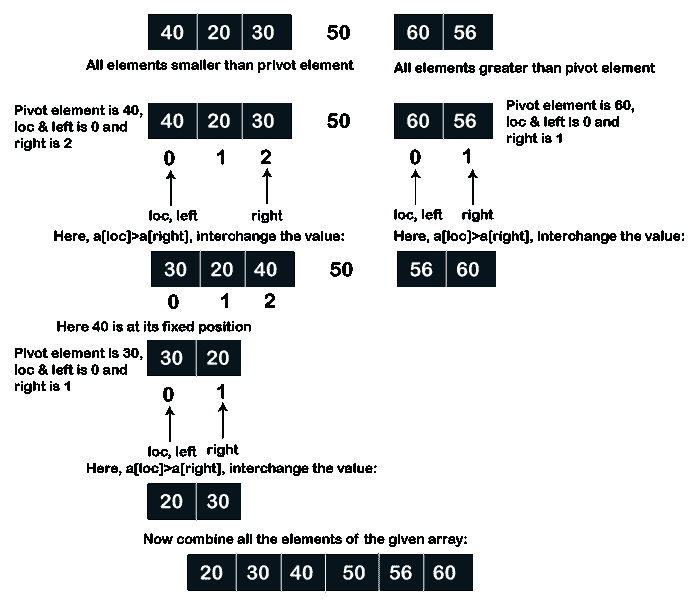 40 20 30 50 60 56
All elements smaller than privot element All elements greater than pivot element
Pivot element is 40,
loc & left is 0 and
right is 2
40 20 30 50 60 56
Pivot element is 60,
loc & left is 0 and
right is 1
0 1 2 0 1
loc, left right loc, left right
Here, a[loc]>a[right], interchange the value: Here, a[loc]>a[right], interchange the value:
30 20 40 50 56 60
0 1 2
Here 40 is at its fixed position
Pivot element is 30,
loc & left is 0 and
right is 1
30 20
0 1
loc, left right
Here, a[loc]>a[right], interchange the value:
20 30
Now combine all the elements of the given array:
20 30 40 50 56 60